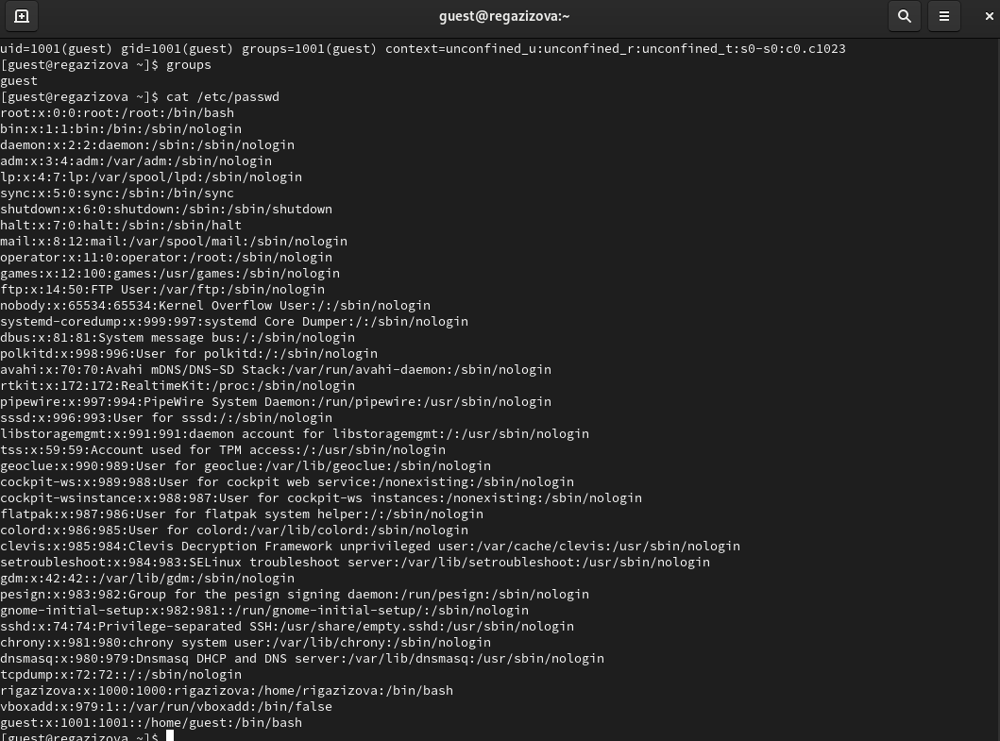 guest@regazizova:~
uid=1001(guest) gid=1001(guest) groups=1001(guest) context=unconfined_u:unconfined_r:unconfined_t:s0-s0:c0.c1023
[guest@regazizova ~]$ groups
guest
[guest@regazizova ~]$ cat /etc/passwd
root:x:0:0:root:/root:/bin/bash
bin:x:1:1:bin:/bin:/sbin/nologin
daemon:x:2:2:daemon:/sbin:/sbin/nologin
adm:x:3:4:adm:/var/adm:/sbin/nologin
lp:x:4:7:lp:/var/spool/lpd:/sbin/nologin
sync:x:5:0:sync:/sbin:/bin/sync
shutdown:x:6:0:shutdown:/sbin:/sbin/shutdown
halt:x:7:0:halt:/sbin:/sbin/halt
mail:x:8:12:mail:/var/spool/mail:/sbin/nologin
operator:x:11:0:operator:/root:/sbin/nologin
games:x:12:100:games:/usr/games:/sbin/nologin
ftp:x:14:50:FTP User:/var/ftp:/sbin/nologin
nobody:x:65534:65534:Kernel Overflow User:/:/sbin/nologin
systemd-coredump:x:999:997:systemd Core Dumper:/:/sbin/nologin
dbus:x:81:81:System message bus:/:/sbin/nologin
polkitd:x:998:996:User for polkitd:/:/sbin/nologin
avahi:x:70:70:Avahi mDNS/DNS-SD Stack:/var/run/avahi-daemon:/sbin/nologin
rtkit:x:172:172:RealtimeKit:/proc:/sbin/nologin
pipewire:x:997:994:PipeWire System Daemon:/run/pipewire:/usr/sbin/nologin
sssd:x:996:993:User for sssd:/:/sbin/nologin
libstoragemgmt:x:991:991:daemon account for libstoragemgmt:/:/usr/sbin/nologin
tss:x:59:59:Account used for TPM access:/:/usr/sbin/nologin
geoclue:x:990:989:User for geoclue:/var/lib/geoclue:/sbin/nologin
cockpit-ws:x:989:988:User for cockpit web service:/nonexisting:/sbin/nologin
cockpit-wsinstance:x:988:987:User for cockpit-ws instances:/nonexisting:/sbin/nologin
flatpak:x:987:986:User for flatpak system helper:/:/sbin/nologin
colord:x:986:985:User for colord:/var/lib/colord:/sbin/nologin
clevis:x:985:984:Clevis Decryption Framework unprivileged user:/var/cache/clevis:/usr/sbin/nologin
setroubleshoot:x:984:983:SELinux troubleshoot server:/var/lib/setroubleshoot:/usr/sbin/nologin
gdm:x:42:42::/var/lib/gdm:/sbin/nologin
pesign:x:983:982:Group for the pesign signing daemon:/run/pesign:/sbin/nologin
gnome-initial-setup:x:982:981::/run/gnome-initial-setup/:/sbin/nologin
sshd:x:74:74:Privilege-separated SSH:/usr/share/empty.sshd:/usr/sbin/nologin
chrony:x:981:980:chrony system user:/var/lib/chrony:/sbin/nologin
dnsmasq:x:980:979:Dnsmasq DHCP and DNS server:/var/lib/dnsmasq:/usr/sbin/nologin
tcpdump:x:72:72::/:/sbin/nologin
rigazizova:x:1000:1000:rigazizova:/home/rigazizova:/bin/bash
vboxadd:x:979:1::/var/run/vboxadd:/bin/false
guest:x:1001:1001::/home/guest:/bin/bash
[guest@regazizova ~]$